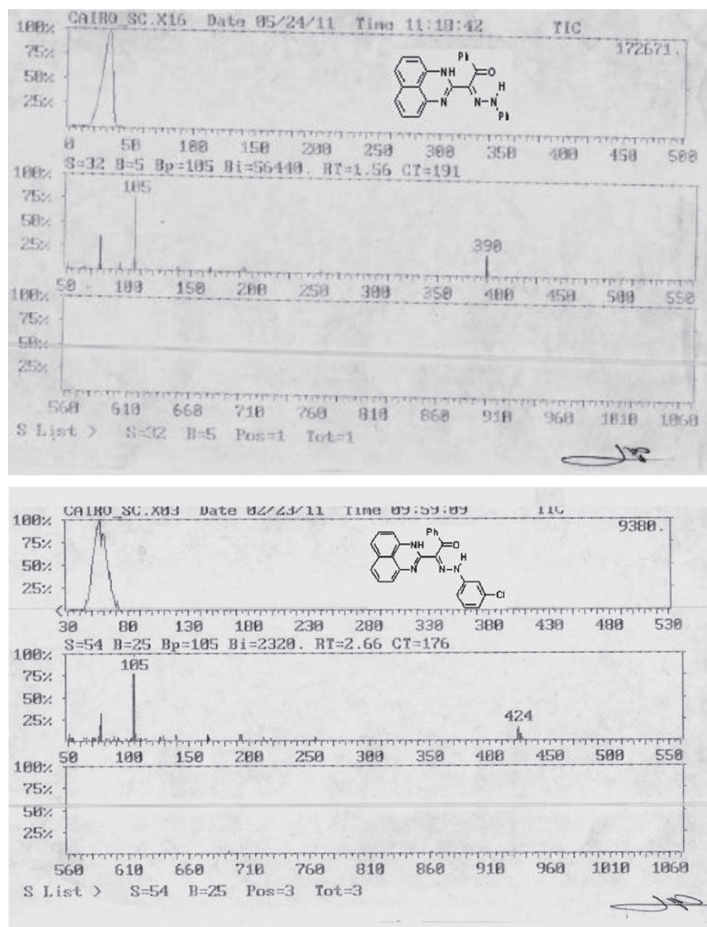 CAIRO_SC.X16 Date 05/24/11 Time 11:18:42 TIC
100%
75%
50%
25%
172671.
Ph
NH
O
H
N
N N
Ph
0 50 100 150 200 250 300 350 400 450 500
S=32 B=5 Bp=105 Bi=56440. RT=1.56 CT=191
100%
75%
50%
25%
105
390
50 100 150 200 250 300 350 400 450 500 550
100%
75%
50%
25%
560 610 660 710 760 810 860 910 960 1010 1060
S List > S=32 B=5 Pos=1 Tot=1
CAIRO_SC.X03 Date 02/23/11 Time 09:59:09 TIC
100%
75%
50%
25%
9380.
Ph
NH
O
H
N
N N
Cl
30 80 130 180 230 280 330 380 430 480 530
S=54 B=25 Bp=105 Bi=2320. RT=2.66 CT=176
100%
75%
50%
25%
105
424
50 100 150 200 250 300 350 400 450 500 550
100%
75%
50%
25%
560 610 660 710 760 810 860 910 960 1010 1060
S List > S=54 B=25 Pos=3 Tot=3